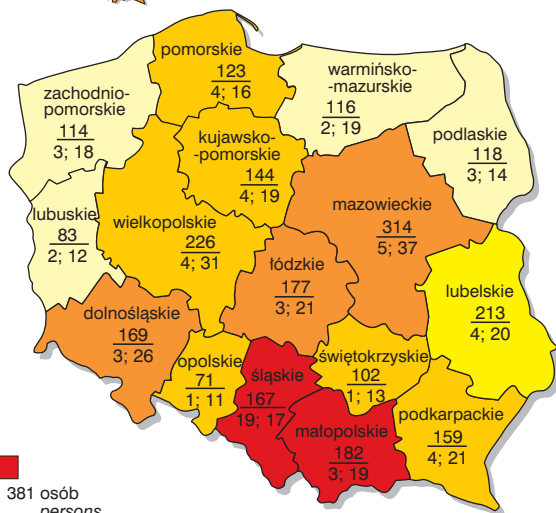 pomorskie
123
4; 16
warmińsko-
-mazurskie
116
2; 19
zachodnio-
pomorskie
114
3; 18
podlaskie
118
3; 14
kujawsko-
-pomorskie
144
4; 19
lubuskie
83
2; 12
wielkopolskie
226
4; 31
mazowieckie
314
5; 37
łódzkie
177
3; 21
lubelskie
213
4; 20
dolnośląskie
169
3; 26
opolskie
71
1; 11
śląskie
167
19; 17
świętokrzyskie
102
1; 13
małopolskie
182
3; 19
podkarpackie
159
4; 21
381 osób
persons